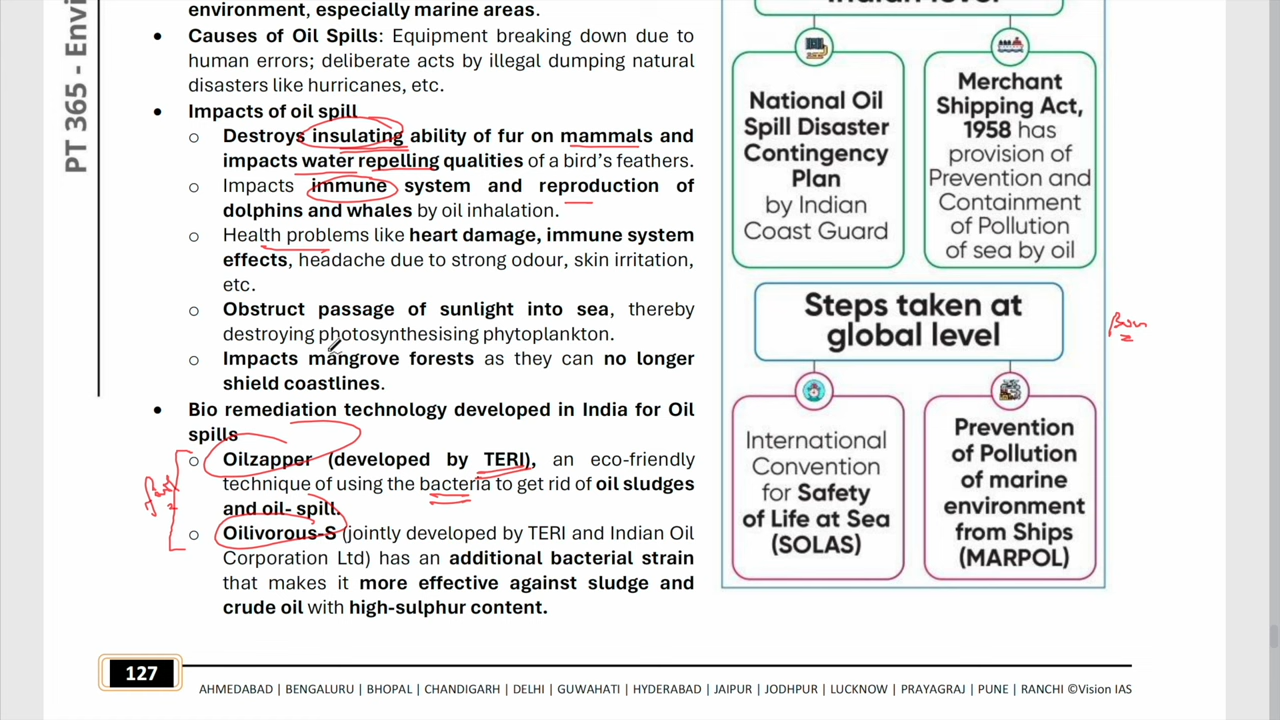 PT 365 - Envi
environment, especially marine areas.
• Causes of Oil Spills: Equipment breaking down due to
human errors; deliberate acts by illegal dumping natural
disasters like hurricanes, etc.
• Impacts of oil spill
o Destroys insulating ability of fur on mammals and
impacts water repelling qualities of a bird's feathers.
o Impacts immune system and reproduction of
dolphins and whales by oil inhalation.
o Health problems like heart damage, immune system
effects, headache due to strong odour, skin irritation,
etc.
o Obstruct passage of sunlight into sea, thereby
destroying photosynthesising phytoplankton.
o Impacts mangrove forests as they can no longer
shield coastlines.
• Bio remediation technology developed in India for Oil
spills
o Oilzapper (developed by TERI), an eco-friendly
technique of using the bacteria to get rid of oil sludges
and oil- spill.
o Oilivorous-S (jointly developed by TERI and Indian Oil
Corporation Ltd) has an additional bacterial strain
that makes it more effective against sludge and
crude oil with high-sulphur content.
National Oil
Spill Disaster
Contingency
Plan
by Indian
Coast Guard
Merchant
Shipping Act,
1958 has
provision of
Prevention and
Containment
of Pollution
of sea by oil
Steps taken at
global level
International
Convention
for Safety
of Life at Sea
(SOLAS)
Prevention
of Pollution
of marine
environment
from Ships
(MARPOL)
127
AHMEDABAD | BENGALURU | BHOPAL | CHANDIGARH | DELHI | GUWAHATI | HYDERABAD | JAIPUR | JODHPUR | LUCKNOW | PRAYAGRAJ | PUNE | RANCHI ©Vision IAS